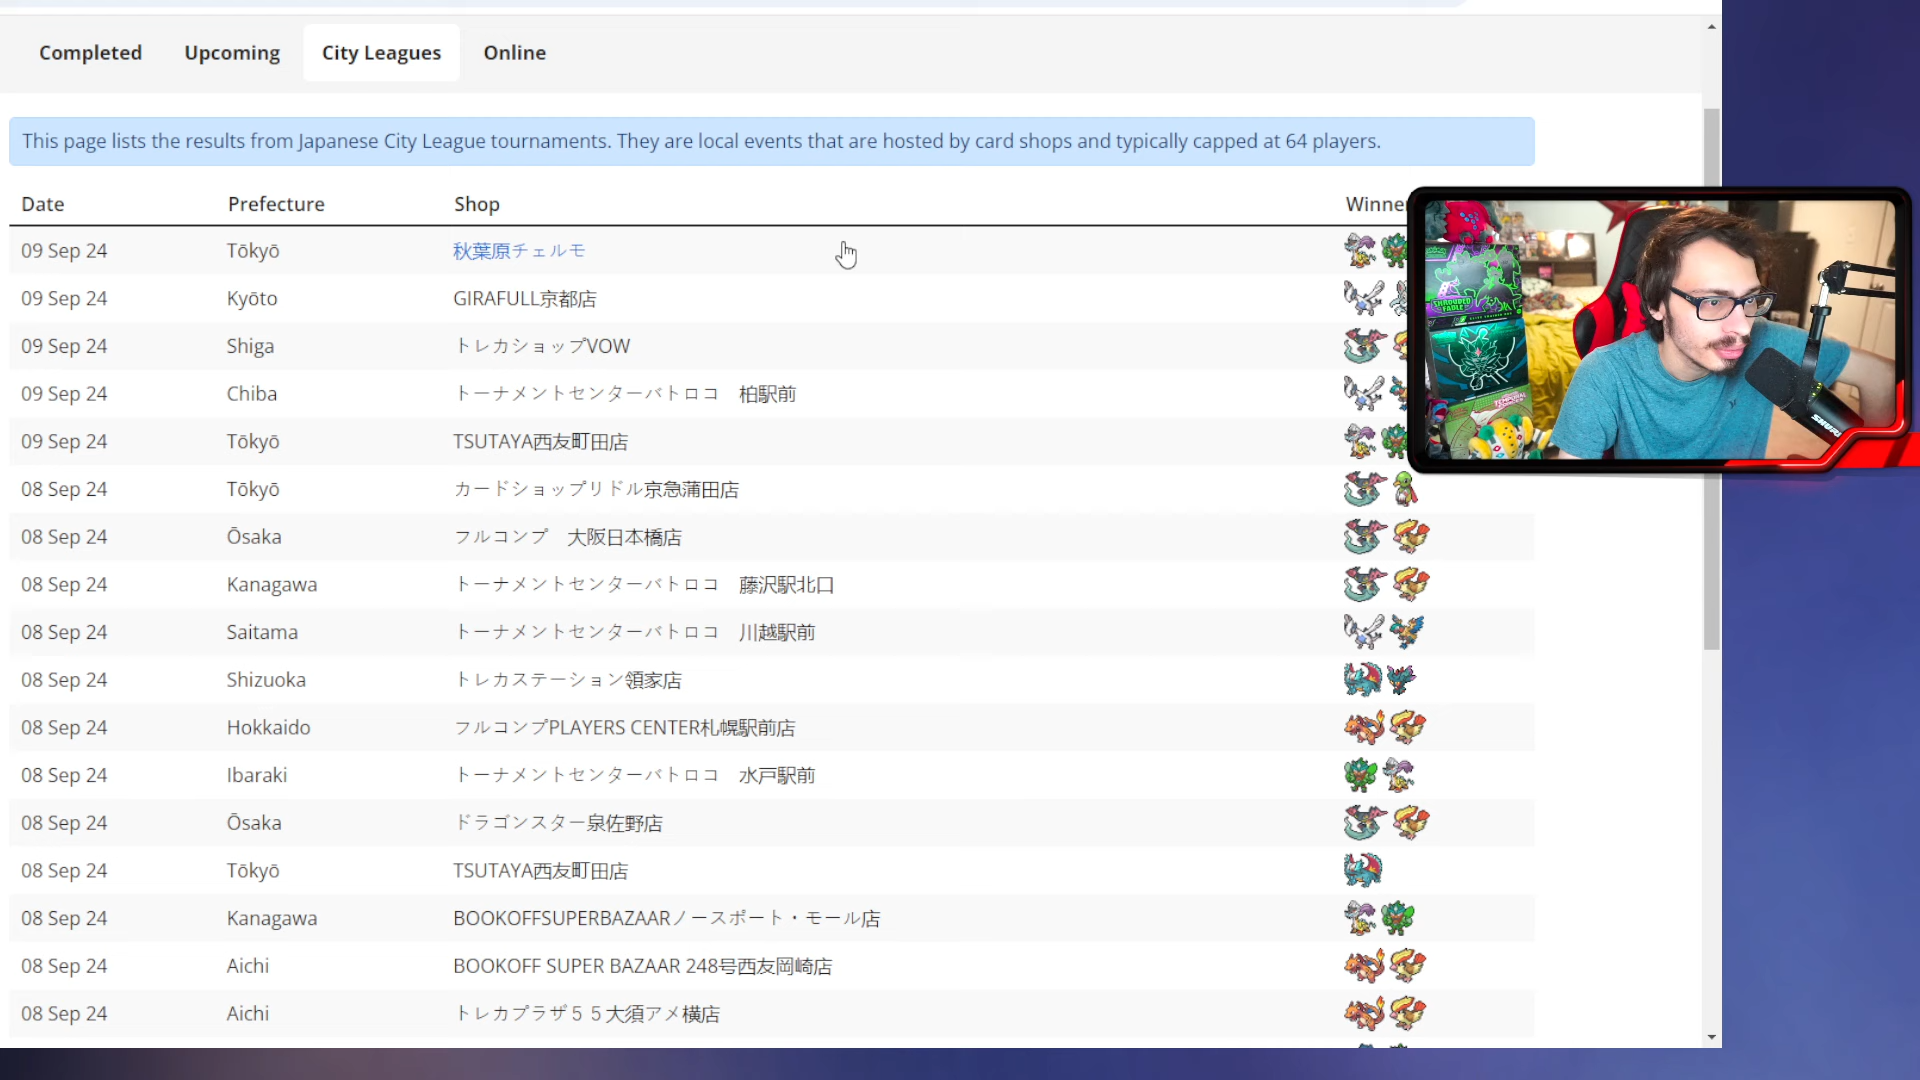 Completed Upcoming City Leagues Online
This page lists the results from Japanese City League tournaments. They are local events that are hosted by card shops and typically capped at 64 players.
Date Prefecture Shop Winner
09 Sep 24 Tōkyō 秋葉原チェルモ
09 Sep 24 Kyōto GIRAFULL京都店
09 Sep 24 Shiga トレカショップVOW
09 Sep 24 Chiba トーナメントセンターバトロコ　柏駅前
09 Sep 24 Tōkyō TSUTAYA西友町田店
08 Sep 24 Tōkyō カードショップリドル京急蒲田店
08 Sep 24 Ōsaka フルコンプ　大阪日本橋店
08 Sep 24 Kanagawa トーナメントセンターバトロコ　藤沢駅北口
08 Sep 24 Saitama トーナメントセンターバトロコ　川越駅前
08 Sep 24 Shizuoka トレカステーション領家店
08 Sep 24 Hokkaido フルコンプPLAYERS CENTER札幌駅前店
08 Sep 24 Ibaraki トーナメントセンターバトロコ　水戸駅前
08 Sep 24 Ōsaka ドラゴンスター泉佐野店
08 Sep 24 Tōkyō TSUTAYA西友町田店
08 Sep 24 Kanagawa BOOKOFFSUPERBAZAARノースポート・モール店
08 Sep 24 Aichi BOOKOFF SUPER BAZAAR 248号西友岡崎店
08 Sep 24 Aichi トレカプラザ５５大須アメ横店
SHROUDED
FABLE